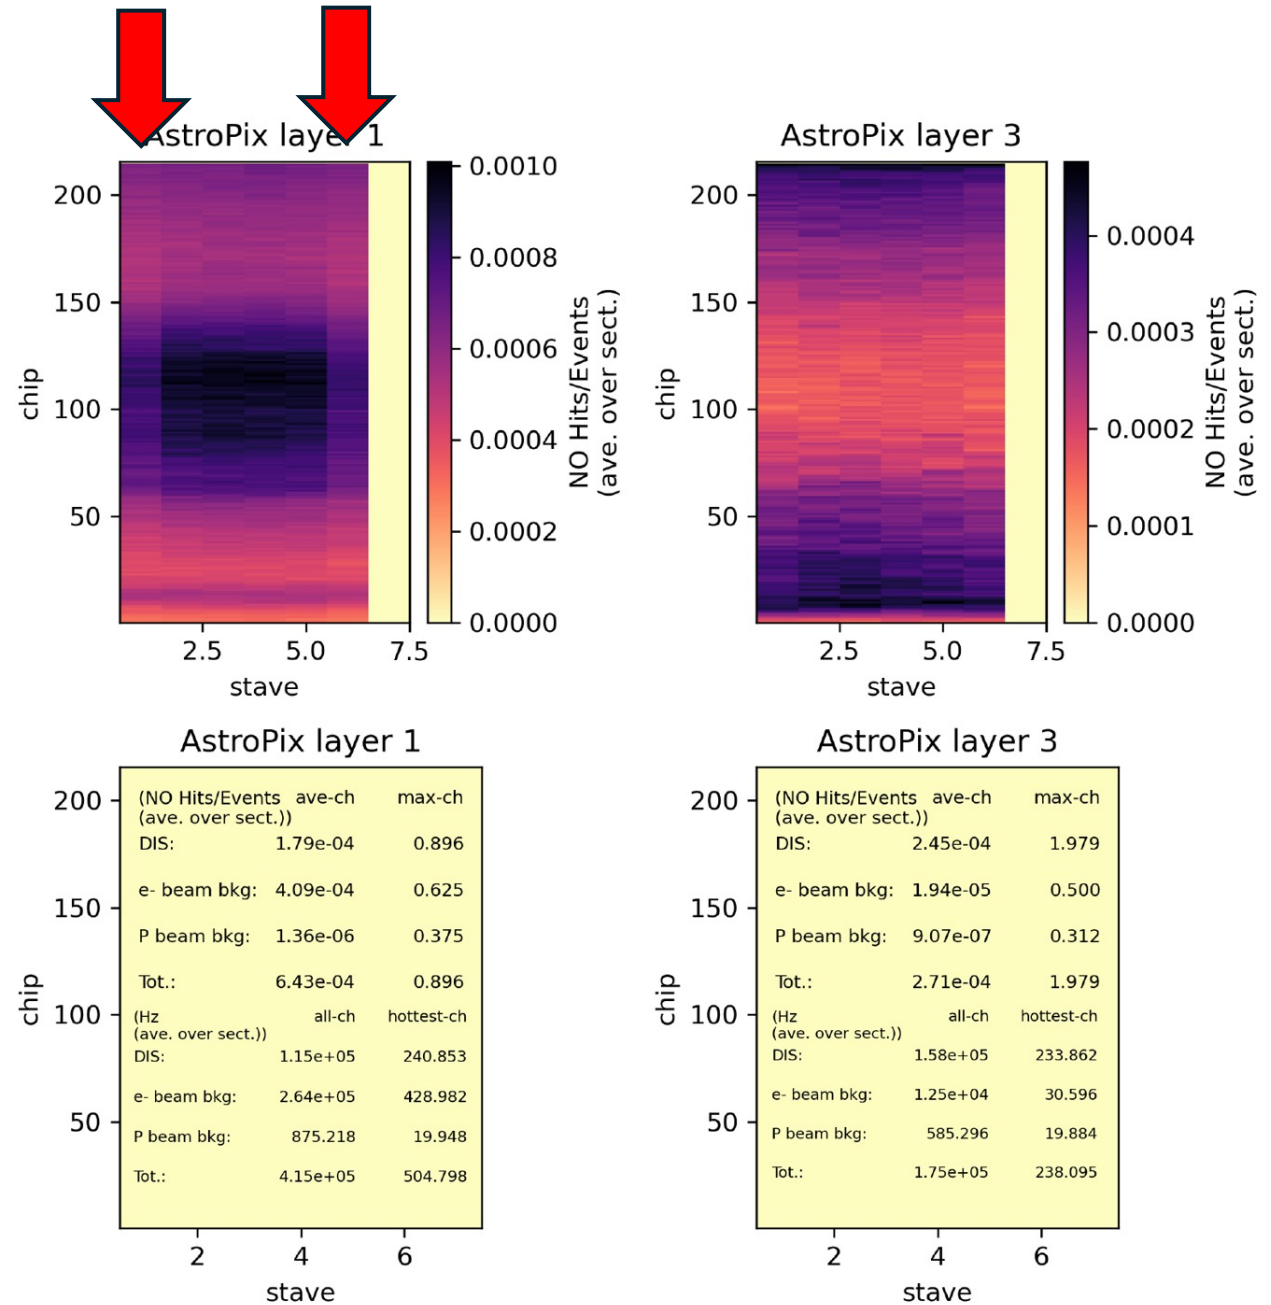 AstroPix layer 1
200
150
100
50
chip
2.5 5.0 7.5
stave
0.0010
0.0008
0.0006
0.0004
0.0002
0.0000
NO Hits/Events
(ave. over sect.)
AstroPix layer 3
200
150
100
50
chip
2.5 5.0 7.5
stave
0.0004
0.0003
0.0002
0.0001
0.0000
NO Hits/Events
(ave. over sect.)
AstroPix layer 1
200
150
100
50
chip
(NO Hits/Events ave-ch max-ch
(ave. over sect.))
DIS: 1.79e-04 0.896
e- beam bkg: 4.09e-04 0.625
P beam bkg: 1.36e-06 0.375
Tot.: 6.43e-04 0.896
(Hz all-ch hottest-ch
(ave. over sect.))
DIS: 1.15e+05 240.853
e- beam bkg: 2.64e+05 428.982
P beam bkg: 875.218 19.948
Tot.: 4.15e+05 504.798
2 4 6
stave
AstroPix layer 3
200
150
100
50
chip
(NO Hits/Events ave-ch max-ch
(ave. over sect.))
DIS: 2.45e-04 1.979
e- beam bkg: 1.94e-05 0.500
P beam bkg: 9.07e-07 0.312
Tot.: 2.71e-04 1.979
(Hz all-ch hottest-ch
(ave. over sect.))
DIS: 1.58e+05 233.862
e- beam bkg: 1.25e+04 30.596
P beam bkg: 585.296 19.884
Tot.: 1.75e+05 238.095
2 4 6
stave